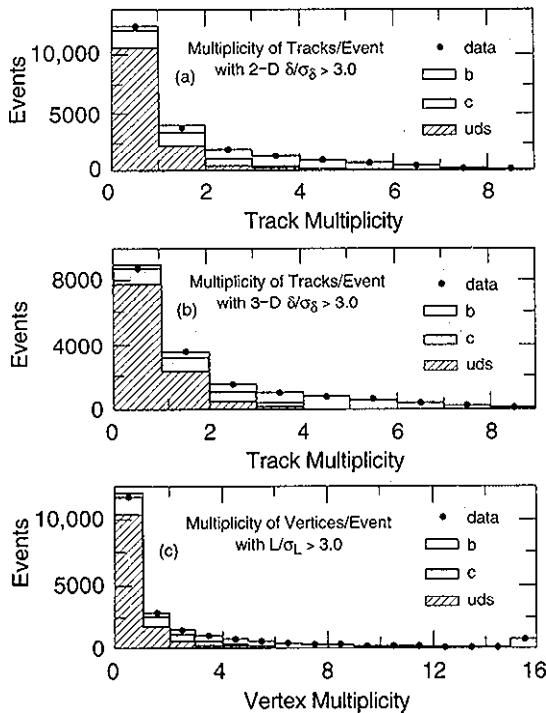 10,000
5000
0
Events
Multiplicity of Tracks/Event
with 2-D δ/σδ > 3.0
(a)
data
b
c
uds
0 2 4 6 8
Track Multiplicity
8000
4000
0
Events
Multiplicity of Tracks/Event
with 3-D δ/σδ > 3.0
(b)
data
b
c
uds
0 2 4 6 8
Track Multiplicity
10,000
5000
0
Events
Multiplicity of Vertices/Event
with L/σL > 3.0
(c)
data
b
c
uds
0 4 8 12 16
Vertex Multiplicity